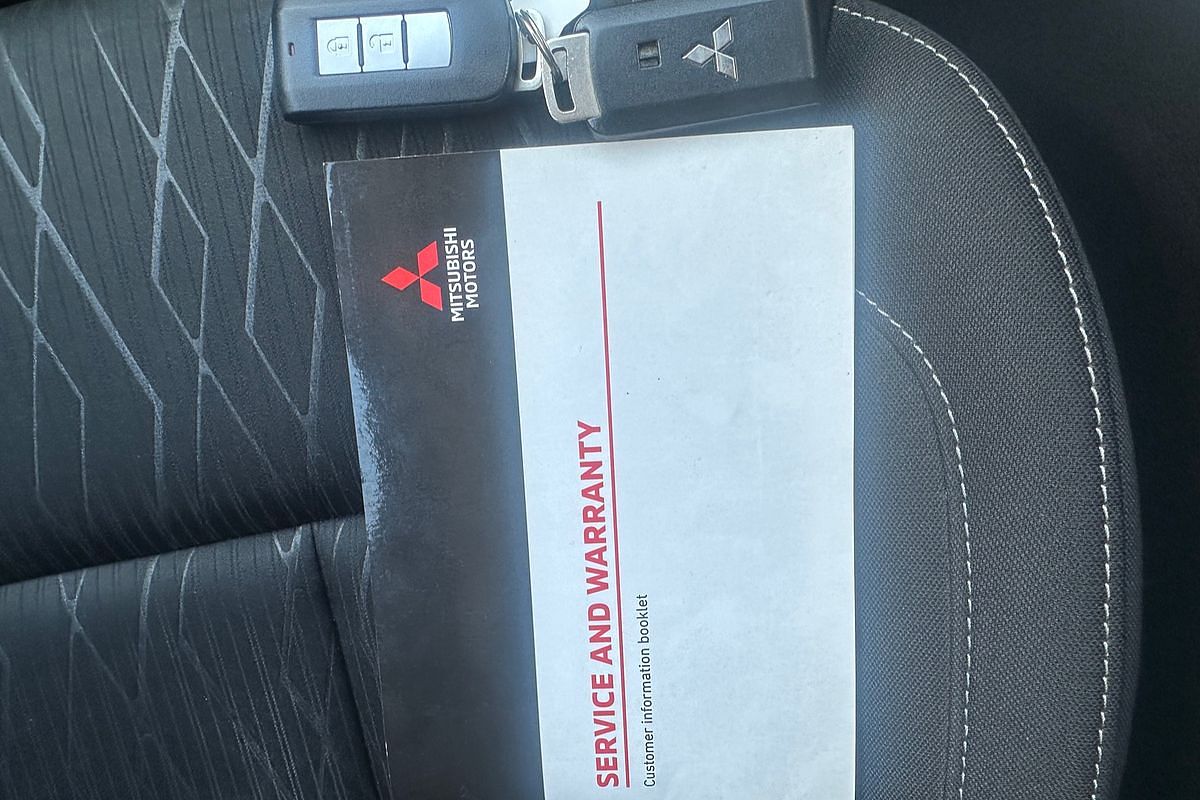 MITSUBISHI
MOTORS
SERVICE AND WARRANTY
Customer information booklet